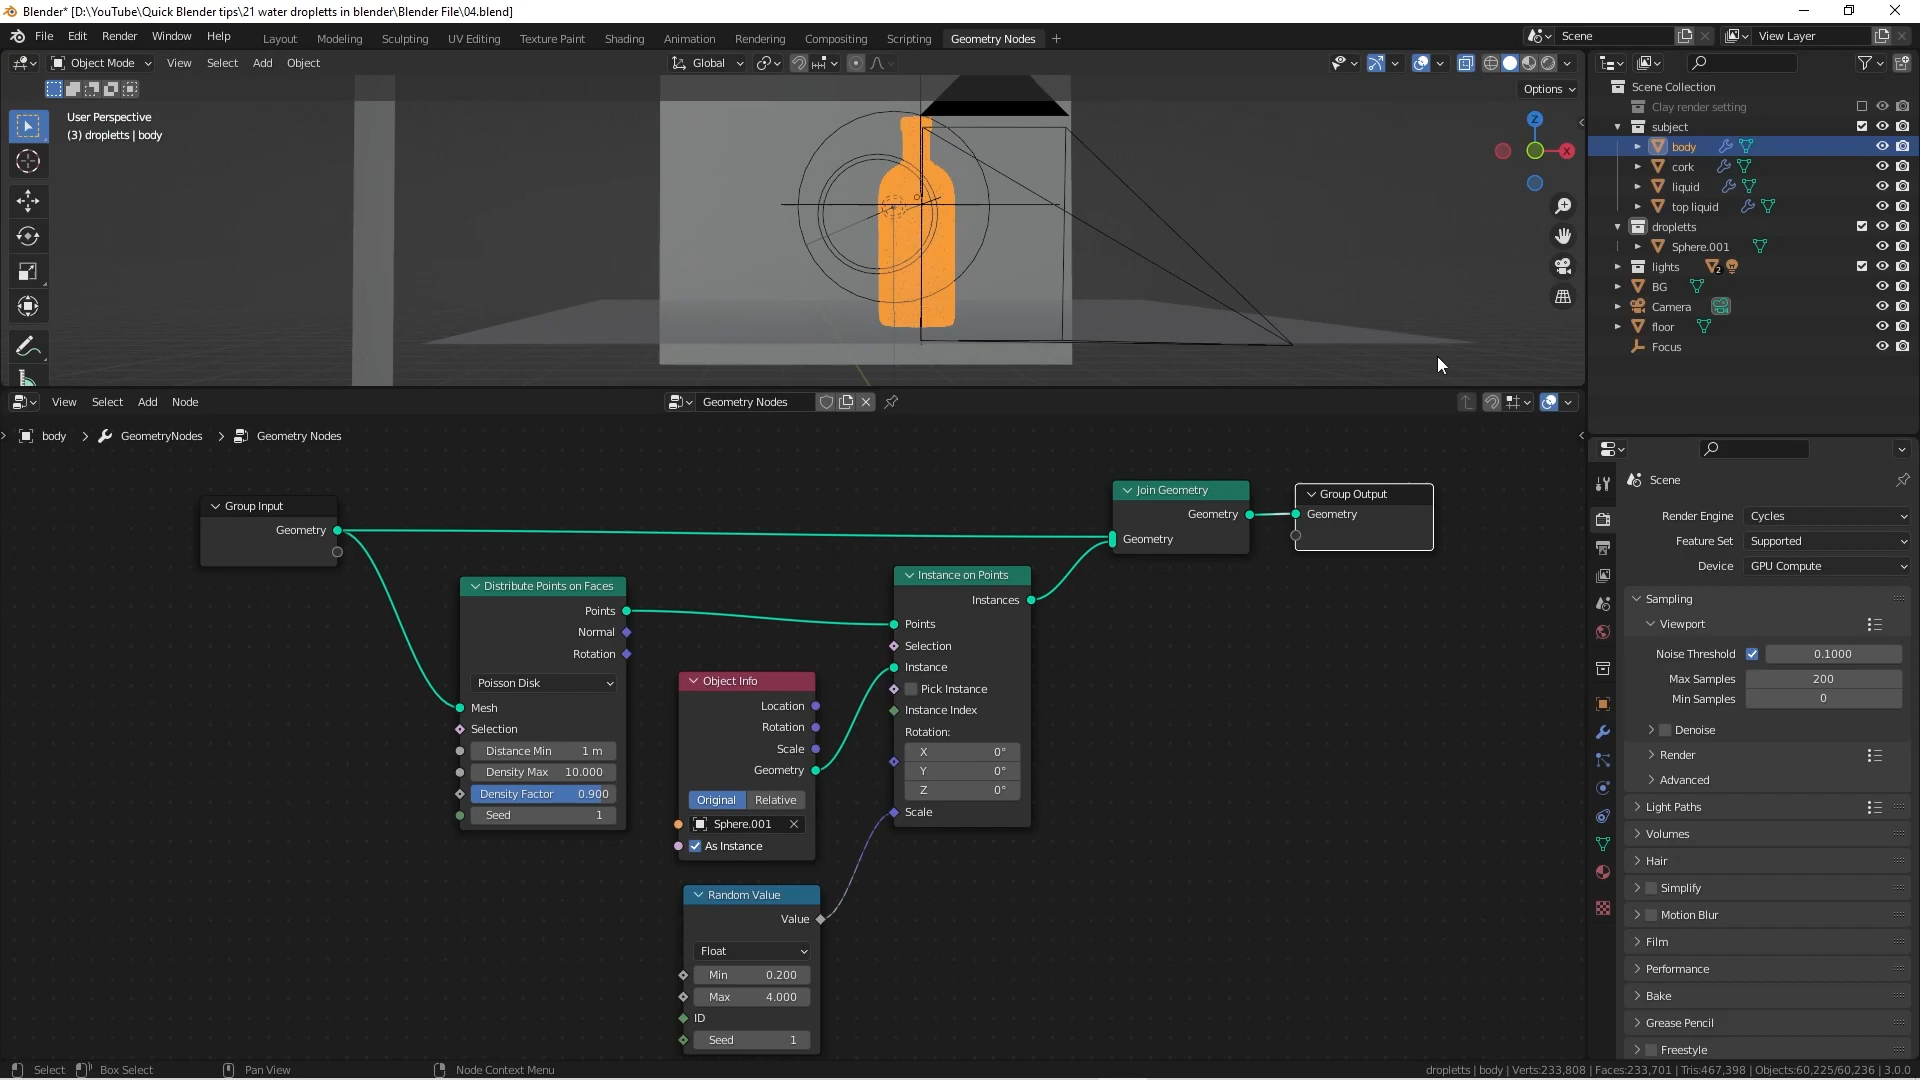 Blender* [D:\YouTube\Quick Blender tips\21 water dropletts in blender\Blender File\04.blend]
File Edit Render Window Help Layout Modeling Sculpting UV Editing Texture Paint Shading Animation Rendering Compositing Scripting Geometry Nodes + Scene View Layer
Object Mode View Select Add Object Global
Options
User Perspective
(3) dropletts | body
Z
X
Scene Collection
Clay render setting
subject
body
cork
liquid
top liquid
dropletts
Sphere.001
lights 2
BG
Camera
floor
Focus
View Select Add Node Geometry Nodes
body > GeometryNodes > Geometry Nodes
Group Input
Geometry
Distribute Points on Faces
Points
Normal
Rotation
Poisson Disk
Mesh
Selection
Distance Min 1 m
Density Max 10.000
Density Factor 0.900
Seed 1
Object Info
Location
Rotation
Scale
Geometry
Original Relative
Sphere.001
As Instance
Random Value
Value
Float
Min 0.200
Max 4.000
ID
Seed 1
Instance on Points
Instances
Points
Selection
Instance
Pick Instance
Instance Index
Rotation:
X 0°
Y 0°
Z 0°
Scale
Join Geometry
Geometry
Geometry
Group Output
Geometry
Scene
Render Engine Cycles
Feature Set Supported
Device GPU Compute
Sampling
Viewport
Noise Threshold 0.1000
Max Samples 200
Min Samples 0
Denoise
Render
Advanced
Light Paths
Volumes
Hair
Simplify
Motion Blur
Film
Performance
Bake
Grease Pencil
Freestyle
Select Box Select Pan View Node Context Menu
dropletts | body | Verts:233,808 | Faces:233,701 | Tris:467,398 | Objects:60,225/60,236 | 3.0.0